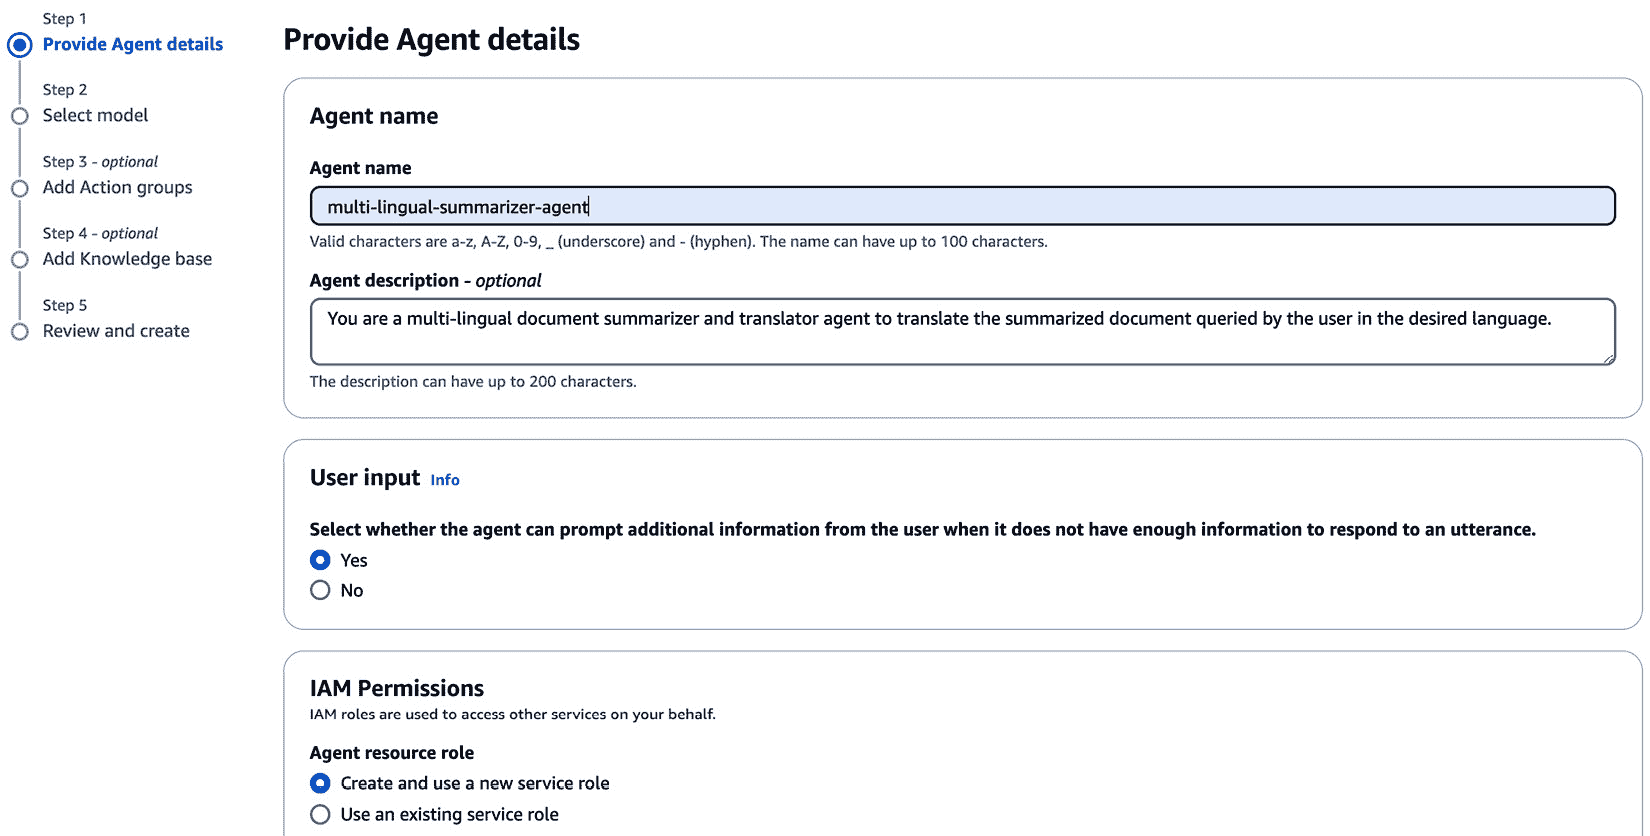 Step 1
Provide Agent details
Step 2
Select model
Step 3 - optional
Add Action groups
Step 4 - optional
Add Knowledge base
Step 5
Review and create
Provide Agent details
Agent name
Agent name
multi-lingual-summarizer-agent
Valid characters are a-z, A-Z, 0-9, _ (underscore) and - (hyphen). The name can have up to 100 characters.
Agent description - optional
You are a multi-lingual document summarizer and translator agent to translate the summarized document queried by the user in the desired language.
The description can have up to 200 characters.
User input Info
Select whether the agent can prompt additional information from the user when it does not have enough information to respond to an utterance.
Yes
No
IAM Permissions
IAM roles are used to access other services on your behalf.
Agent resource role
Create and use a new service role
Use an existing service role